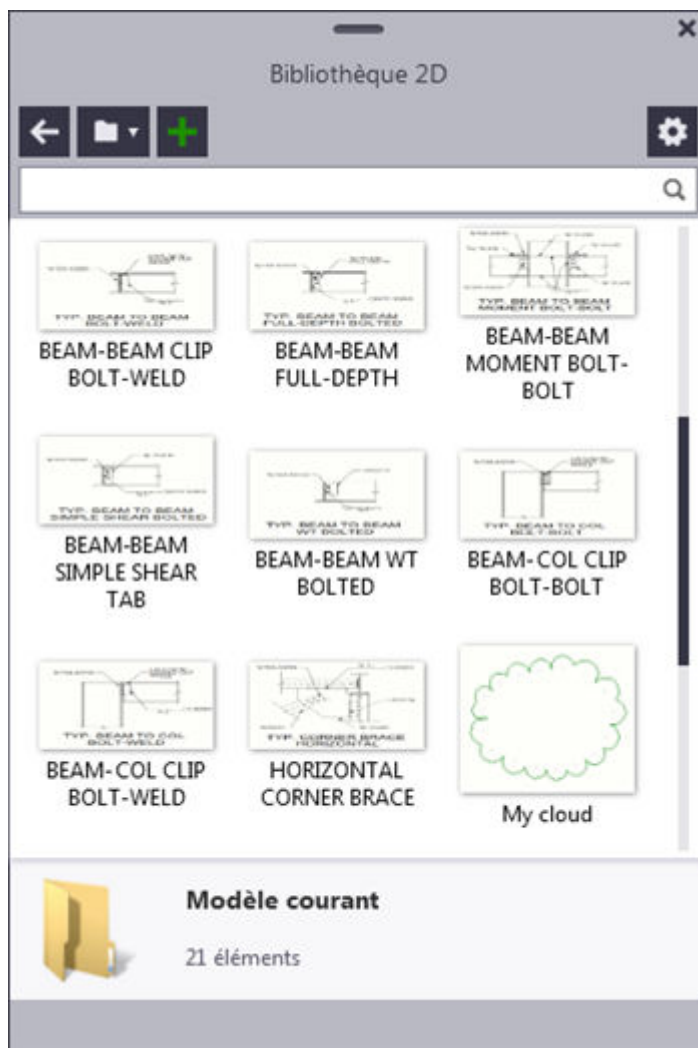 Bibliothèque 2D
TYP. BEAM TO BEAM
BOLT-WELD
BEAM-BEAM CLIP
BOLT-WELD
TYP. BEAM TO BEAM
FULL-DEPTH BOLTED
BEAM-BEAM
FULL-DEPTH
TYP. BEAM TO BEAM
MOMENT BOLT-BOLT
BEAM-BEAM
MOMENT BOLT-
BOLT
TYP. BEAM TO BEAM
SIMPLE SHEAR BOLTED
BEAM-BEAM
SIMPLE SHEAR
TAB
TYP. BEAM TO BEAM
WT BOLTED
BEAM-BEAM WT
BOLTED
TYP. BEAM TO COL
BOLT-BOLT
BEAM-COL CLIP
BOLT-BOLT
TYP. BEAM TO COL
BOLT-WELD
BEAM-COL CLIP
BOLT-WELD
TYP. CORNER BRACE
HORIZONTAL
HORIZONTAL
CORNER BRACE
My cloud
Modèle courant
21 éléments